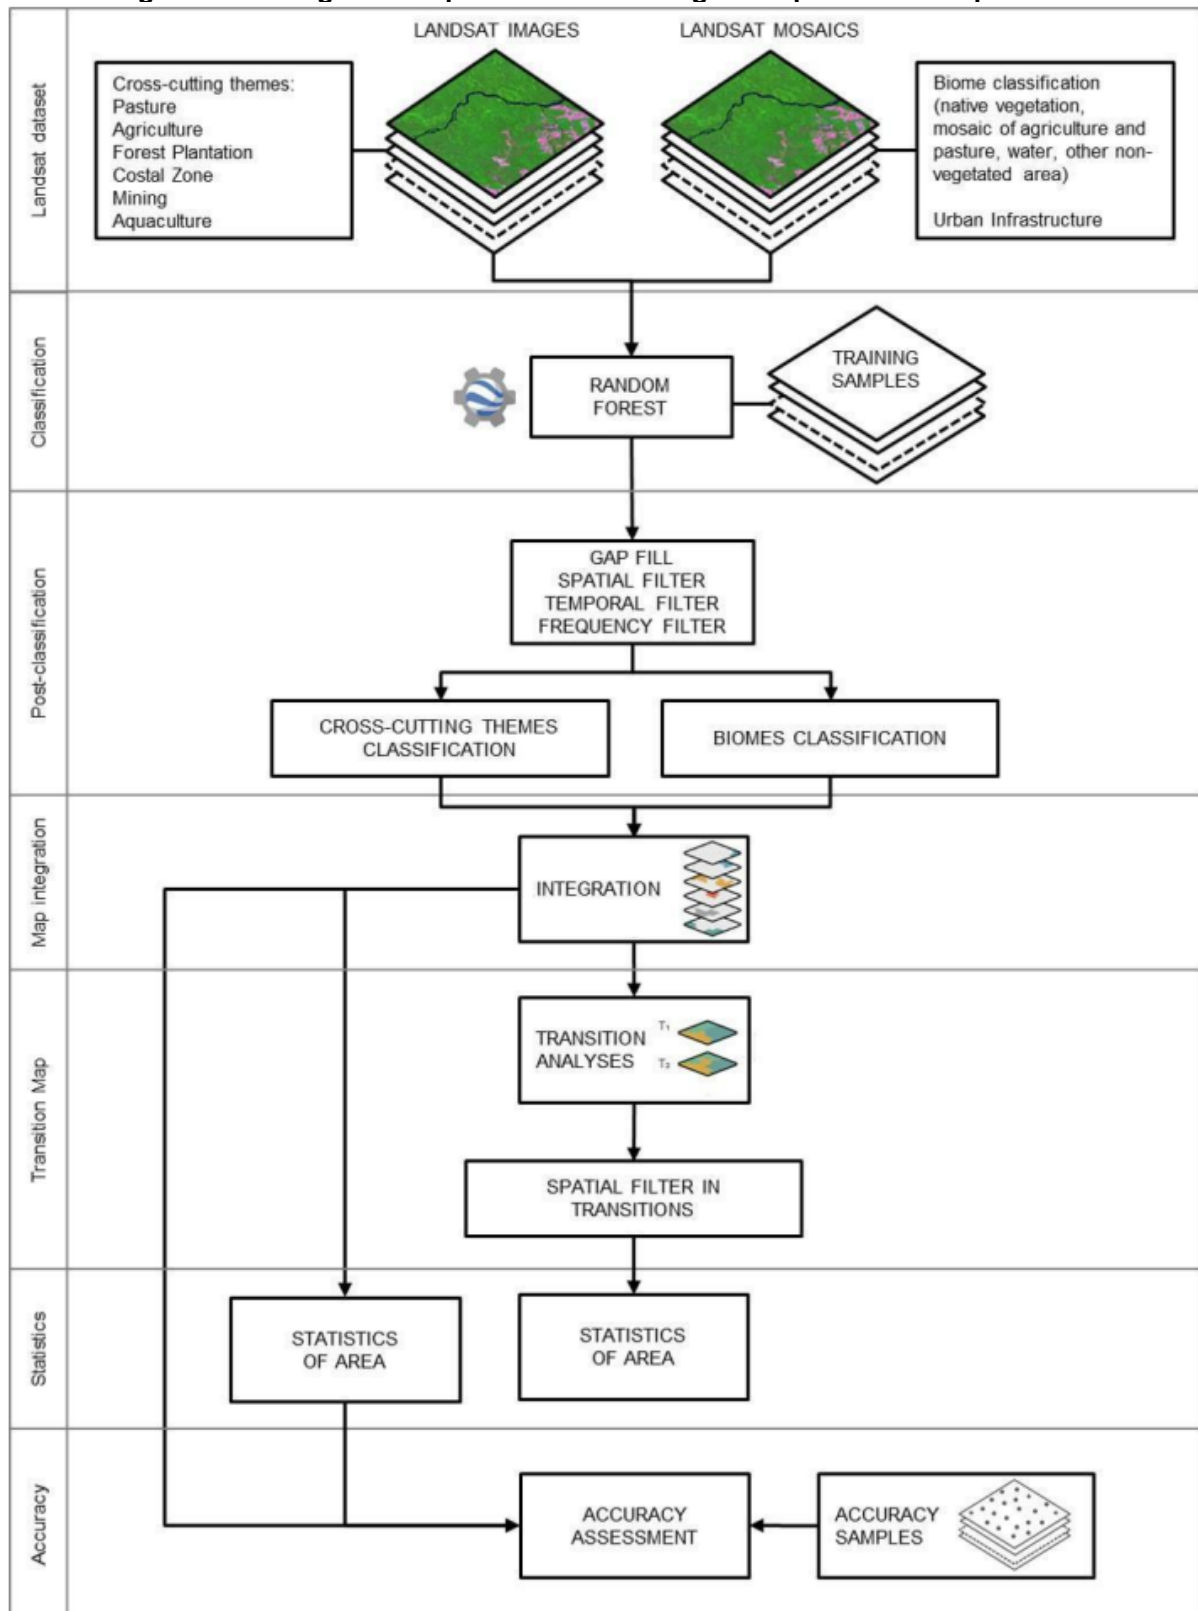 LANDSAT IMAGES
LANDSAT MOSAICS
Landsat dataset
Cross-cutting themes:
Pasture
Agriculture
Forest Plantation
Costal Zone
Mining
Aquaculture
Biome classification
(native vegetation,
mosaic of agriculture and
pasture, water, other non-
vegetated area)
Urban Infrastructure
Classification
RANDOM
FOREST
TRAINING
SAMPLES
Post-classification
GAP FILL
SPATIAL FILTER
TEMPORAL FILTER
FREQUENCY FILTER
CROSS-CUTTING THEMES
CLASSIFICATION
BIOMES CLASSIFICATION
Map integration
INTEGRATION
Transition Map
TRANSITION
ANALYSES
T₁
T₂
SPATIAL FILTER IN
TRANSITIONS
Statistics
STATISTICS
OF AREA
STATISTICS
OF AREA
Accuracy
ACCURACY
ASSESSMENT
ACCURACY
SAMPLES